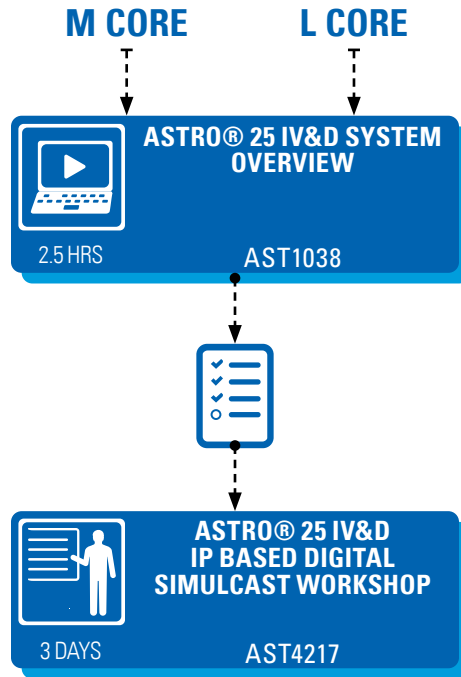 M CORE
L CORE
ASTRO® 25 IV&D SYSTEM
OVERVIEW
2.5 HRS
AST1038
ASTRO® 25 IV&D
IP BASED DIGITAL
SIMULCAST WORKSHOP
3 DAYS
AST4217